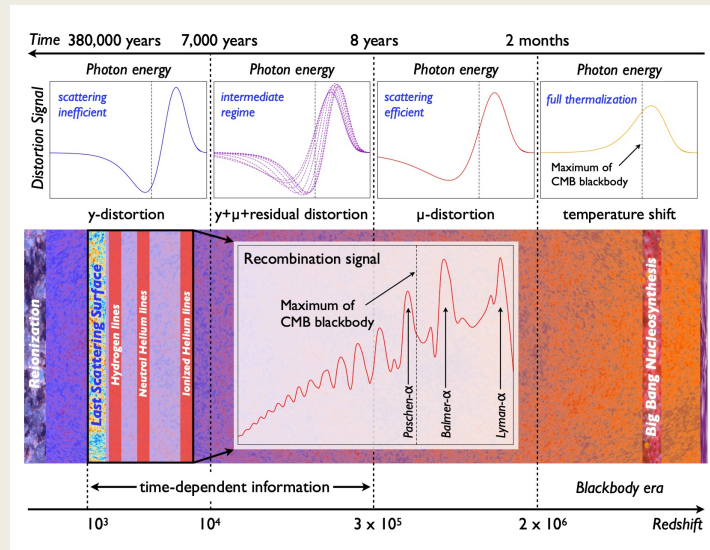 Time 380,000 years 7,000 years 8 years 2 months
Photon energy Photon energy Photon energy Photon energy
Distortion Signal
scattering
inefficient
intermediate
regime
scattering
efficient
full thermalization
Maximum of
CMB blackbody
y-distortion y+μ+residual distortion μ-distortion temperature shift
Reionization
Last Scattering Surface
Hydrogen lines
Neutral Helium lines
Ionized Helium lines
Recombination signal
Maximum of
CMB blackbody
Paschen-α
Balmer-α
Lyman-α
Big Bang Nucleosynthesis
time-dependent information Blackbody era
10³ 10⁴ 3 x 10⁵ 2 x 10⁶ Redshift